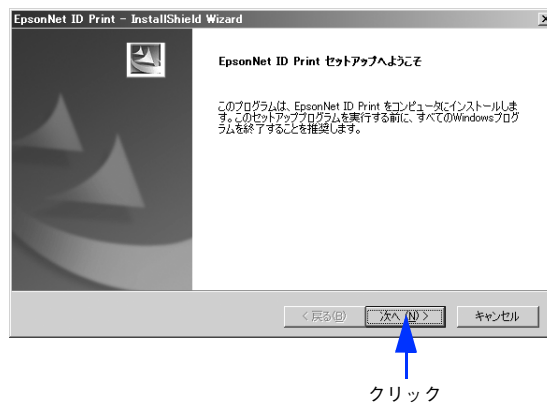 EpsonNet ID Print - InstallShield Wizard
EpsonNet ID Print セットアップへようこそ
このプログラムは、EpsonNet ID Print をコンピュータにインストールしま
す。このセットアッププログラムを実行する前に、すべてのWindowsプログ
ラムを終了することを推奨します。
< 戻る(B)
次へ (N) >
キャンセル
クリック